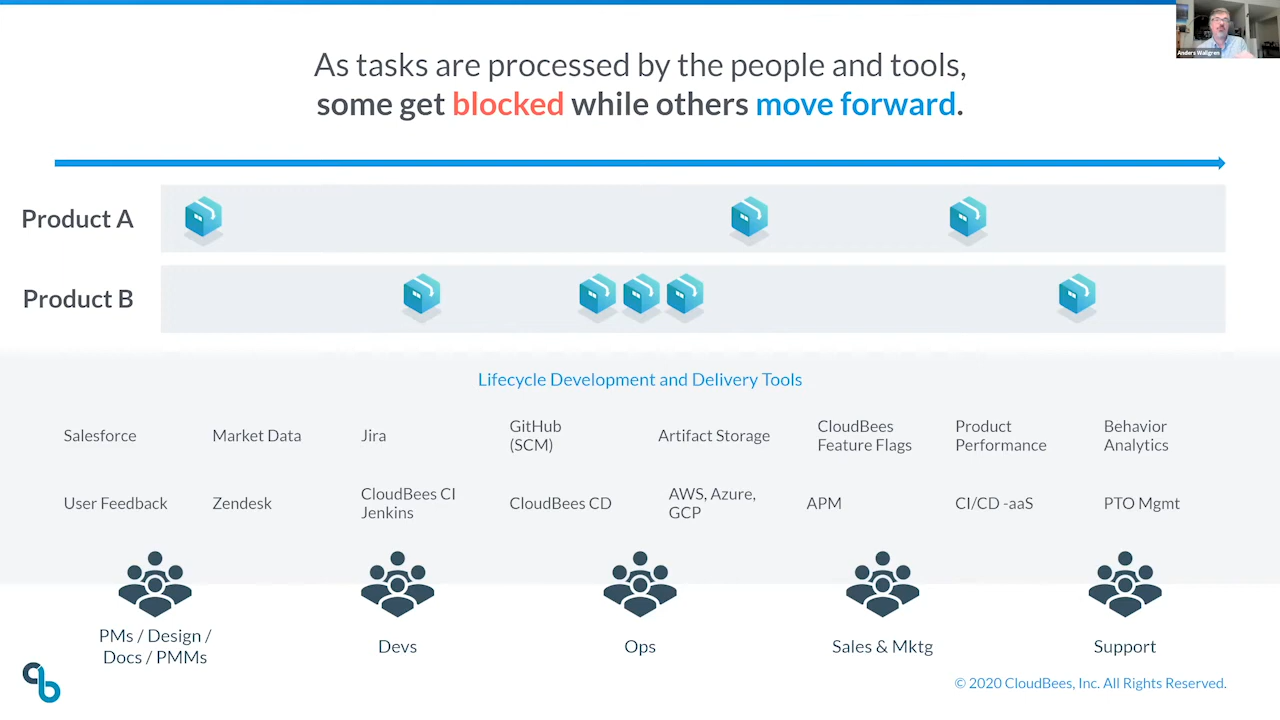 Anders Wallgren
As tasks are processed by the people and tools,
some get blocked while others move forward.
Product A
Product B
Lifecycle Development and Delivery Tools
Salesforce
Market Data
Jira
GitHub
(SCM)
Artifact Storage
CloudBees
Feature Flags
Product
Performance
Behavior
Analytics
User Feedback
Zendesk
CloudBees CI
Jenkins
CloudBees CD
AWS, Azure,
GCP
APM
CI/CD -aaS
PTO Mgmt
PMs / Design /
Docs / PMMs
Devs
Ops
Sales & Mktg
Support
© 2020 CloudBees, Inc. All Rights Reserved.